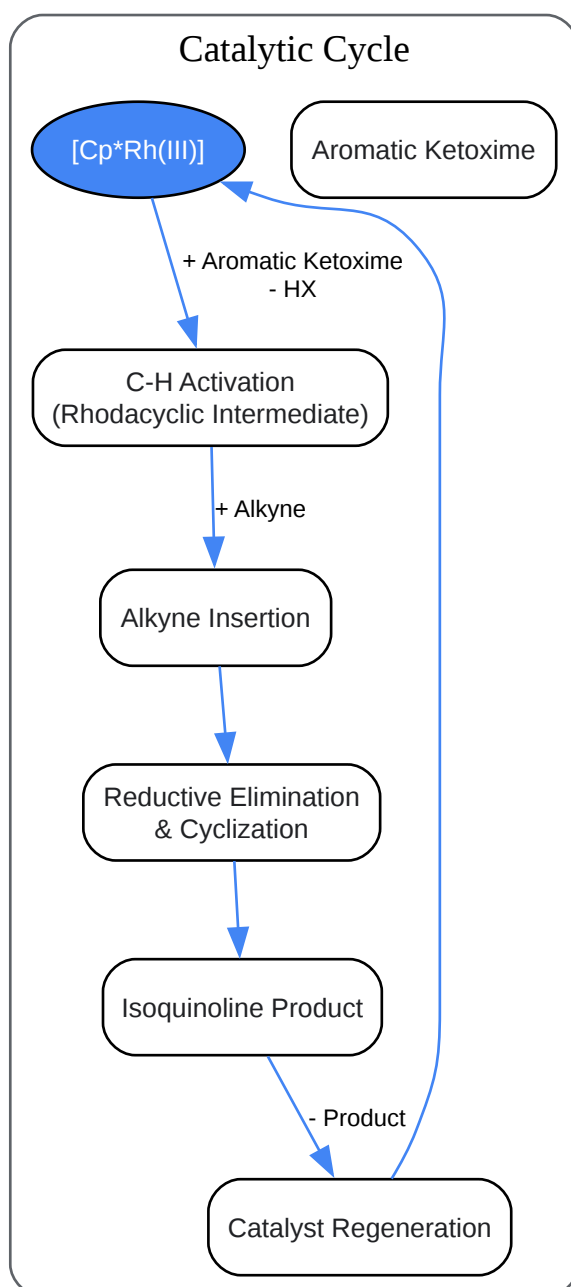 Catalytic Cycle
[Cp*Rh(III)]
Aromatic Ketoxime
+ Aromatic Ketoxime
- HX
C-H Activation
(Rhodacyclic Intermediate)
+ Alkyne
Alkyne Insertion
Reductive Elimination
& Cyclization
Isoquinoline Product
- Product
Catalyst Regeneration